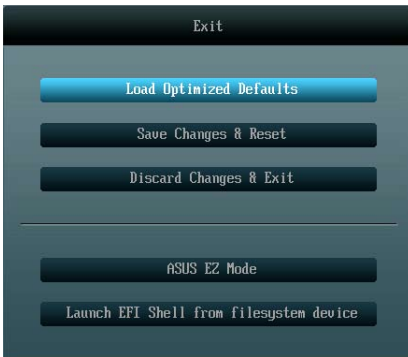 Exit
Load Optimized Defaults
Save Changes & Reset
Discard Changes & Exit
ASUS EZ Mode
Launch EFI Shell from filesystem device